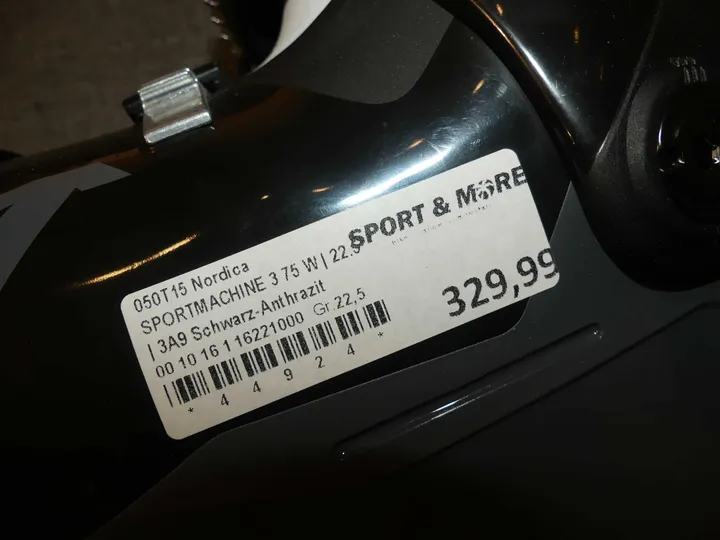 SPORT & MORE
050T15 Nordica
SPORTMACHINE 3 75 W | 22.5
| 3A9 Schwarz-Anthrazit
00 10 16 1 16221000 Gr.22,5
329,99
* 4 4 9 2 4 *